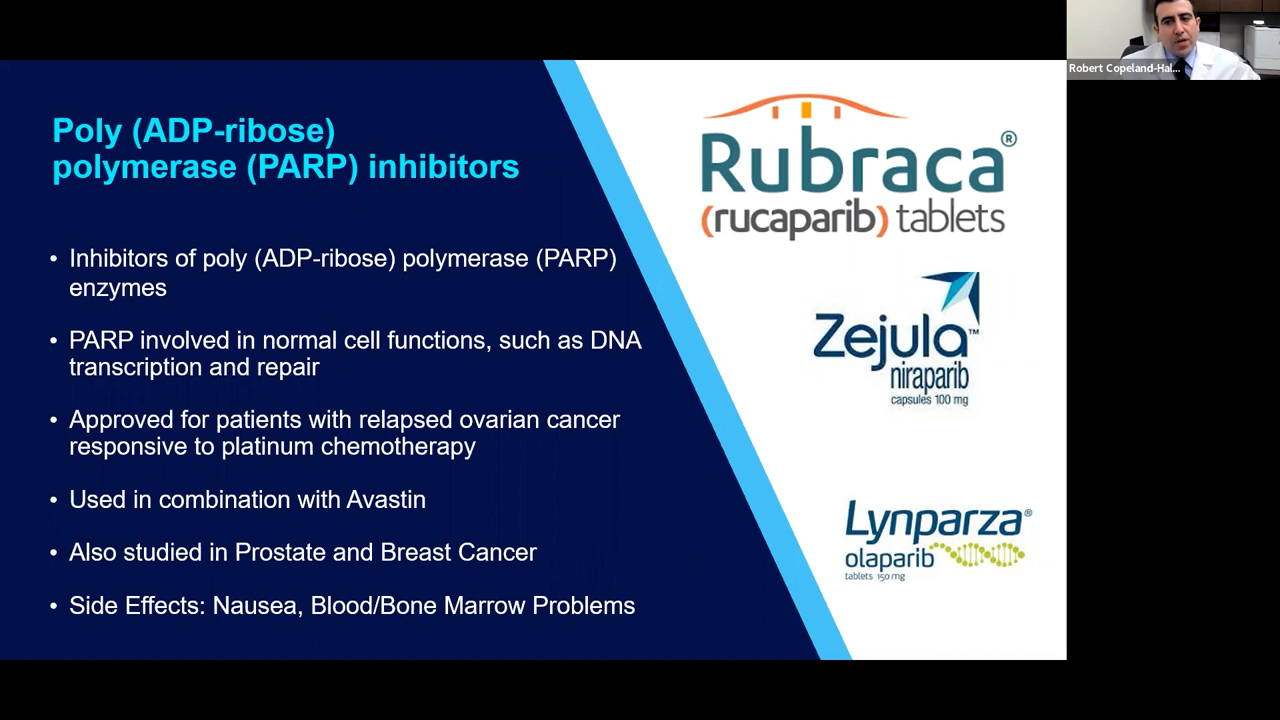 Robert Copeland-Hal...
Poly (ADP-ribose)
polymerase (PARP) inhibitors
• Inhibitors of poly (ADP-ribose) polymerase (PARP)
enzymes
• PARP involved in normal cell functions, such as DNA
transcription and repair
• Approved for patients with relapsed ovarian cancer
responsive to platinum chemotherapy
• Used in combination with Avastin
• Also studied in Prostate and Breast Cancer
• Side Effects: Nausea, Blood/Bone Marrow Problems
Rubraca®
(rucaparib) tablets
Zejula™
niraparib
capsules 100 mg
Lynparza®
olaparib
tablets 150 mg